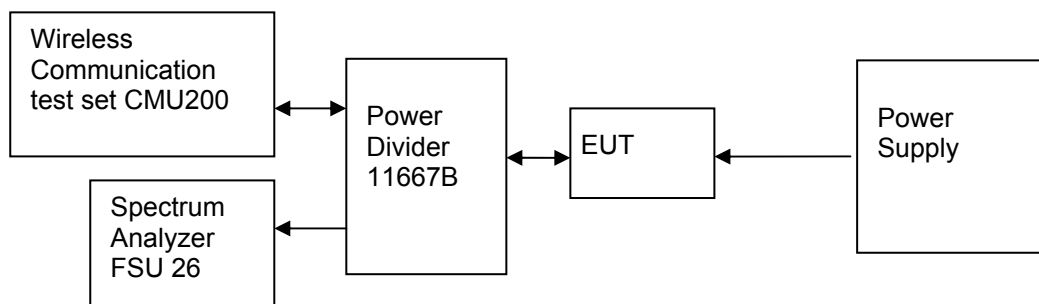 Wireless
Communication
test set CMU200
Power
Divider
11667B
EUT
Power
Supply
Spectrum
Analyzer
FSU 26